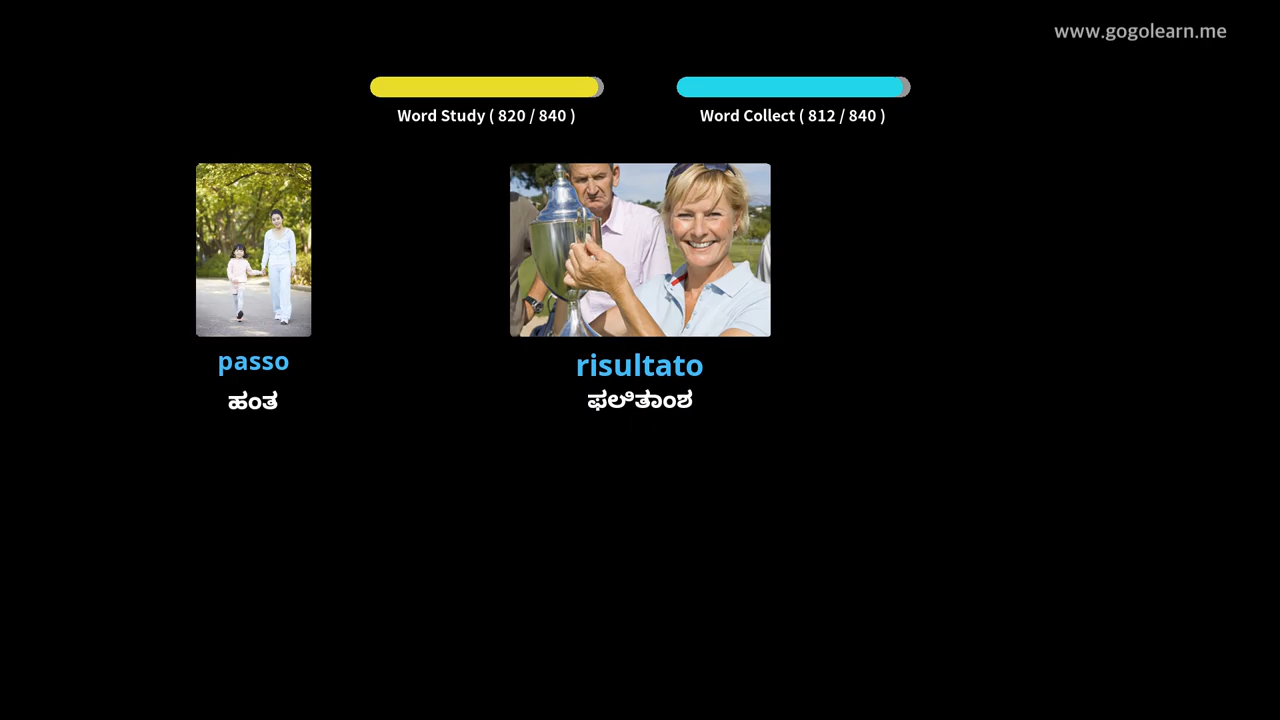 www.gogolearn.me
Word Study ( 820 / 840 )
Word Collect ( 812 / 840 )
passo
ಹಂತ
risultato
ಫಲಿತಾಂಶ